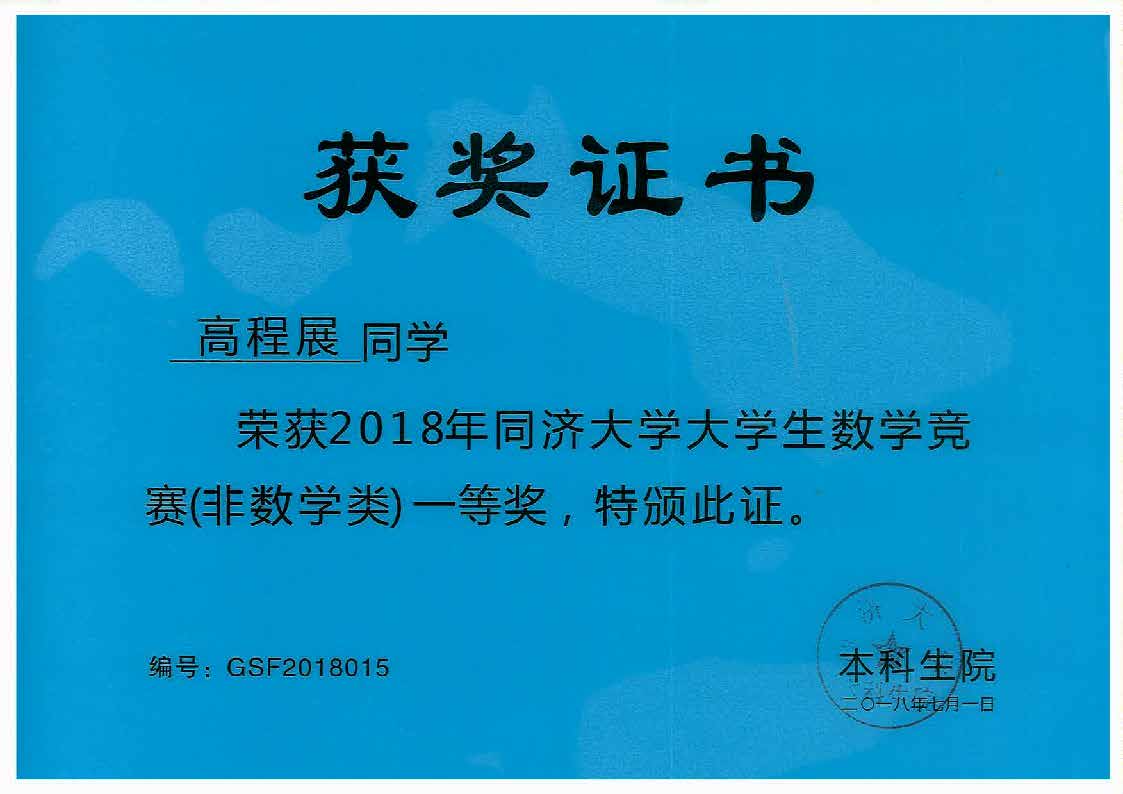 获奖证书
高程展 同学
荣获2018年同济大学大学生数学竞
赛(非数学类)一等奖，特颁此证。
编号：GSF2018015
本科生院
二〇一八年七月一日